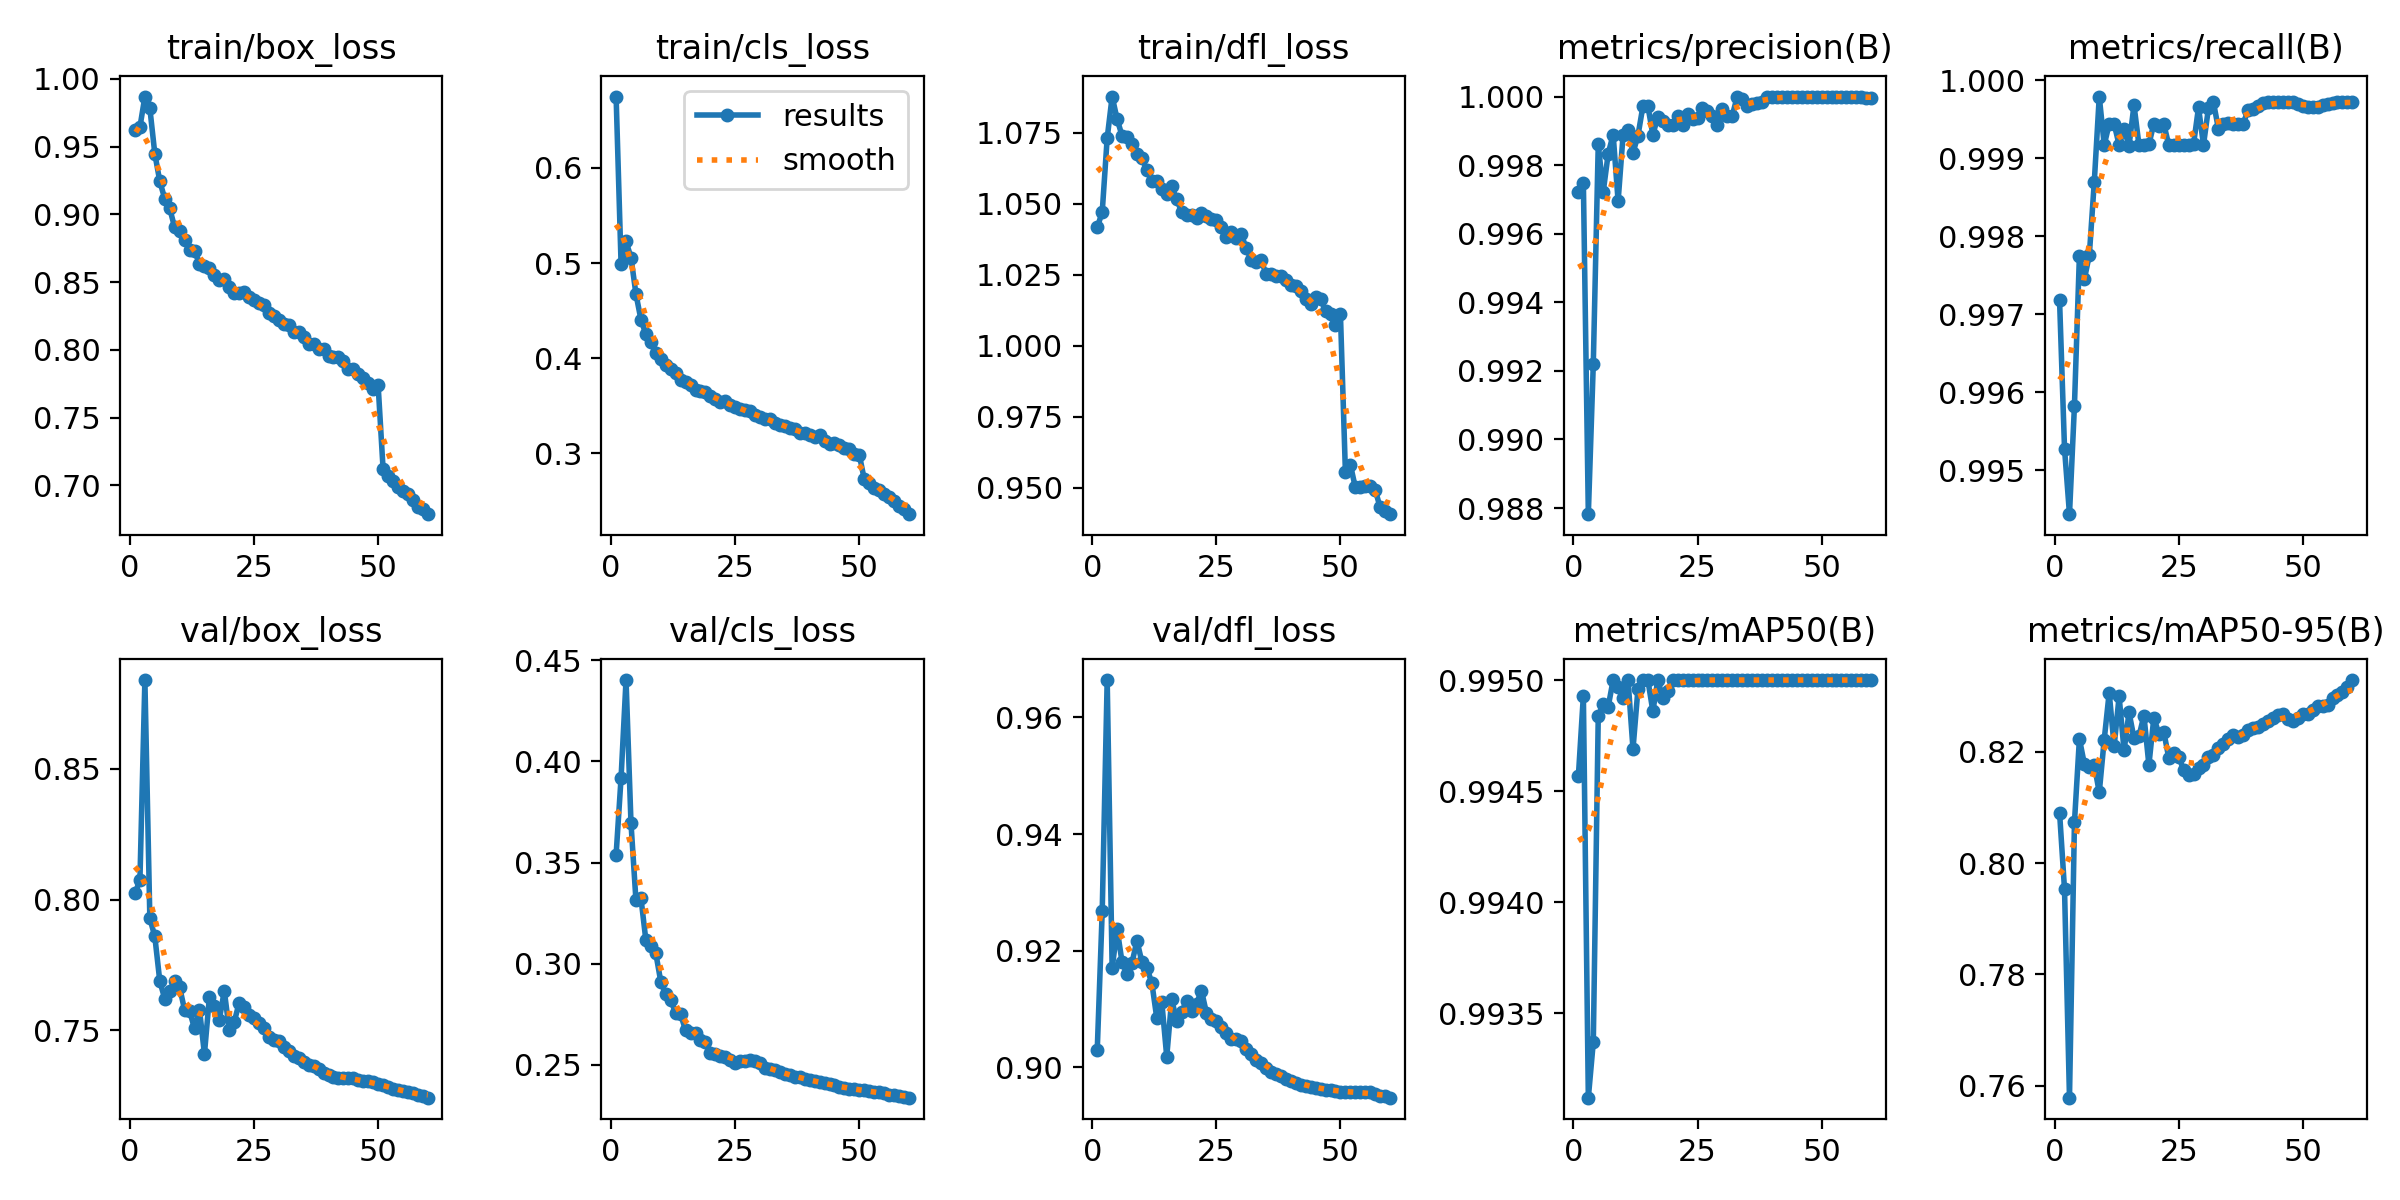 train/box_loss
1.00
0.95
0.90
0.85
0.80
0.75
0.70
0 25 50
train/cls_loss
results
smooth
0.6
0.5
0.4
0.3
0 25 50
train/dfl_loss
1.075
1.050
1.025
1.000
0.975
0.950
0 25 50
metrics/precision(B)
1.000
0.998
0.996
0.994
0.992
0.990
0.988
0 25 50
metrics/recall(B)
1.000
0.999
0.998
0.997
0.996
0.995
0 25 50
val/box_loss
0.85
0.80
0.75
0 25 50
val/cls_loss
0.45
0.40
0.35
0.30
0.25
0 25 50
val/dfl_loss
0.96
0.94
0.92
0.90
0 25 50
metrics/mAP50(B)
0.9950
0.9945
0.9940
0.9935
0 25 50
metrics/mAP50-95(B)
0.82
0.80
0.78
0.76
0 25 50